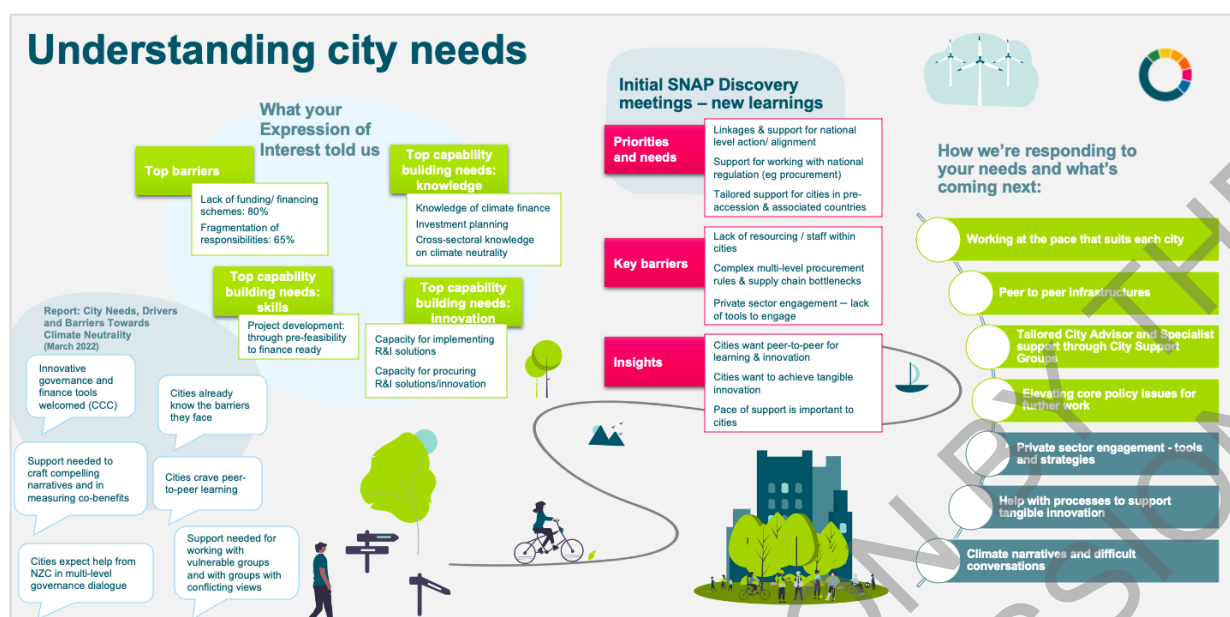 Understanding city needs
What your
Expression of
Interest told us
Top barriers
Lack of funding/ financing
schemes: 80%
Fragmentation of
responsibilities: 65%
Top capability
building needs:
knowledge
Knowledge of climate finance
Investment planning
Cross-sectoral knowledge
on climate neutrality
Top capability
building needs:
skills
Project development:
through pre-feasibility
to finance ready
Top capability
building needs:
innovation
Capacity for implementing
R&I solutions
Capacity for procuring
R&I solutions/innovation
Report: City Needs, Drivers
and Barriers Towards
Climate Neutrality
(March 2022)
Innovative
governance and
finance tools
welcomed (CCC)
Cities already
know the barriers
they face
Support needed to
craft compelling
narratives and in
measuring co-benefits
Cities crave peer-
to-peer learning
Cities expect help from
NZC in multi-level
governance dialogue
Support needed for
working with
vulnerable groups
and with groups with
conflicting views
Initial SNAP Discovery
meetings – new learnings
Priorities
and needs
Linkages & support for national
level action/ alignment
Support for working with national
regulation (eg procurement)
Tailored support for cities in pre-
accession & associated countries
Key barriers
Lack of resourcing / staff within
cities
Complex multi-level procurement
rules & supply chain bottlenecks
Private sector engagement – lack
of tools to engage
Insights
Cities want peer-to-peer for
learning & innovation
Cities want to achieve tangible
innovation
Pace of support is important to
cities
How we're responding to
your needs and what's
coming next:
Working at the pace that suits each city
Peer to peer infrastructures
Tailored City Advisor and Specialist
support through City Support
Groups
Elevating core policy issues for
further work
Private sector engagement - tools
and strategies
Help with processes to support
tangible innovation
Climate narratives and difficult
conversations